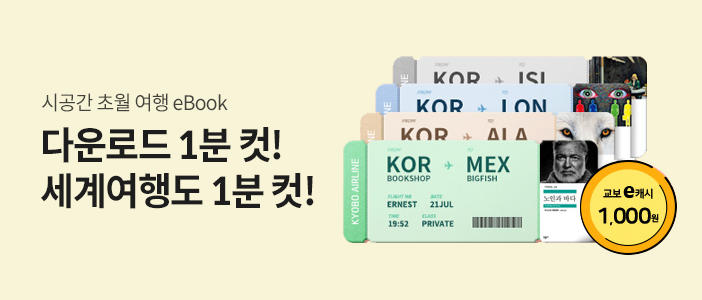 시공간 초월 여행 eBook
다운로드 1분 컷!
세계여행도 1분 컷!
KOR ISL
KOR LON
KOR ALA
KYOBO AIRLINE
FROM TO
KOR MEX
BOOKSHOP BIGFISH
FLIGHT NO DATE
ERNEST 21JUL
TIME CLASS
19:52 PRIVATE
노인과 바다
교보 e캐시
1,000원